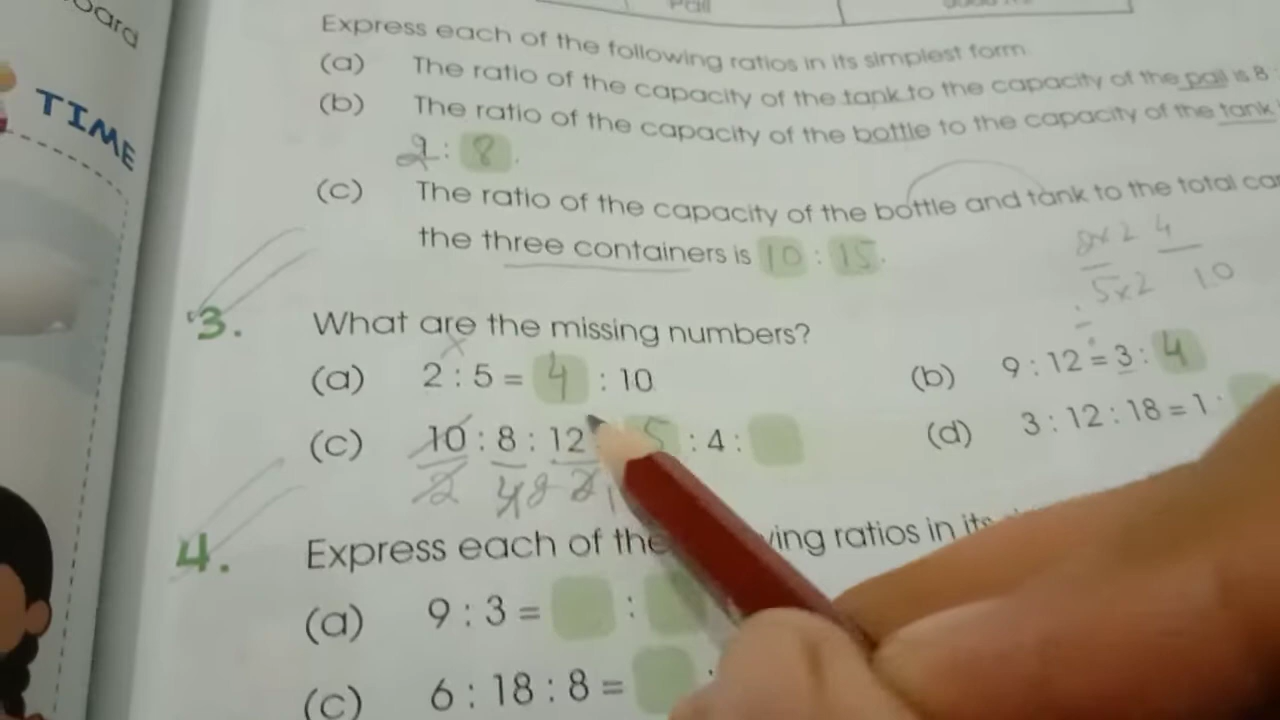 oard
TIME
Pail
Express each of the following ratios in its simplest form
(a) The ratio of the capacity of the tank to the capacity of the pail is 8 :
(b) The ratio of the capacity of the bottle to the capacity of the tank
2 : 8 .
(c) The ratio of the capacity of the bottle and tank to the total
the three containers is 10 : 15 .
5x2 10
3. What are the missing numbers?
(a) 2 : 5 = 4 : 10
(b) 9 : 12 = 3 : 4
(c) 10 : 8 : 12 5 : 4 :
(d) 3 : 12 : 18 = 1 :
4. Express each of the ving ratios in its
(a) 9 : 3 = :
(c) 6 : 18 : 8 = :